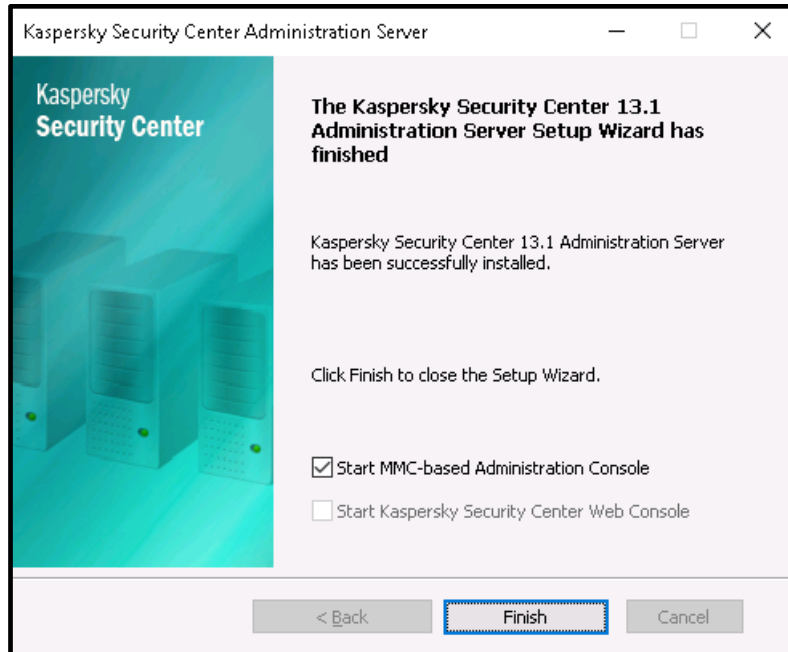 Kaspersky Security Center Administration Server
Kaspersky
Security Center
The Kaspersky Security Center 13.1
Administration Server Setup Wizard has
finished
Kaspersky Security Center 13.1 Administration Server
has been successfully installed.
Click Finish to close the Setup Wizard.
Start MMC-based Administration Console
Start Kaspersky Security Center Web Console
< Back
Finish
Cancel